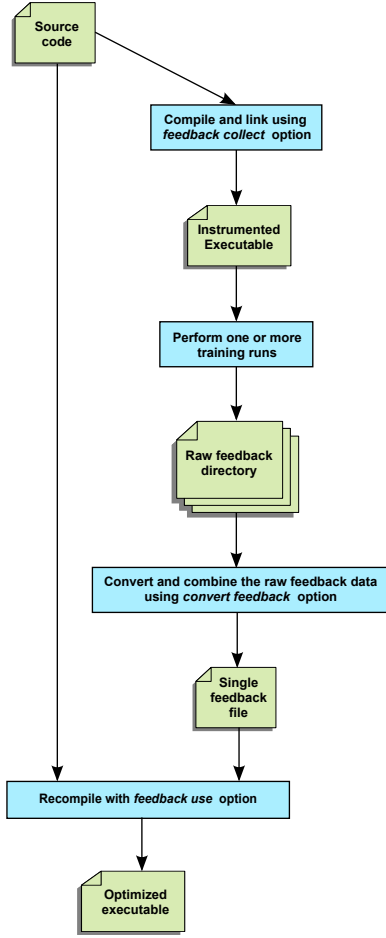 Source
code
Compile and link using
feedback collect option
Instrumented
Executable
Perform one or more
training runs
Raw feedback
directory
Convert and combine the raw feedback data
using convert feedback option
Single
feedback
file
Recompile with feedback use option
Optimized
executable